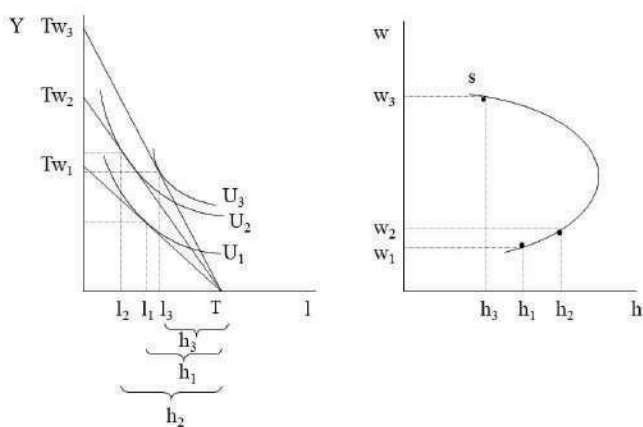 Y
Tw₃
Tw₂
Tw₁
U₃
U₂
U₁
l₂ l₁ l₃ T l
h₃
h₁
h₂
w
s
w₃
w₂
w₁
h₃ h₁ h₂ h